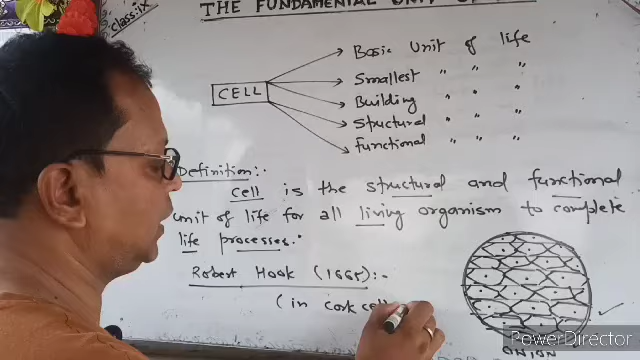 class: ix
THE FUNDAMENTAL UNIT
CELL
Basic Unit of life
Smallest " " "
Building " " "
Structural " " "
Functional " " "
Definition:-
cell is the structural and functional
unit of life for all living organism to complete
life processes.
Robert Hook (1665):-
(in cork cell
ONION
PowerDirector